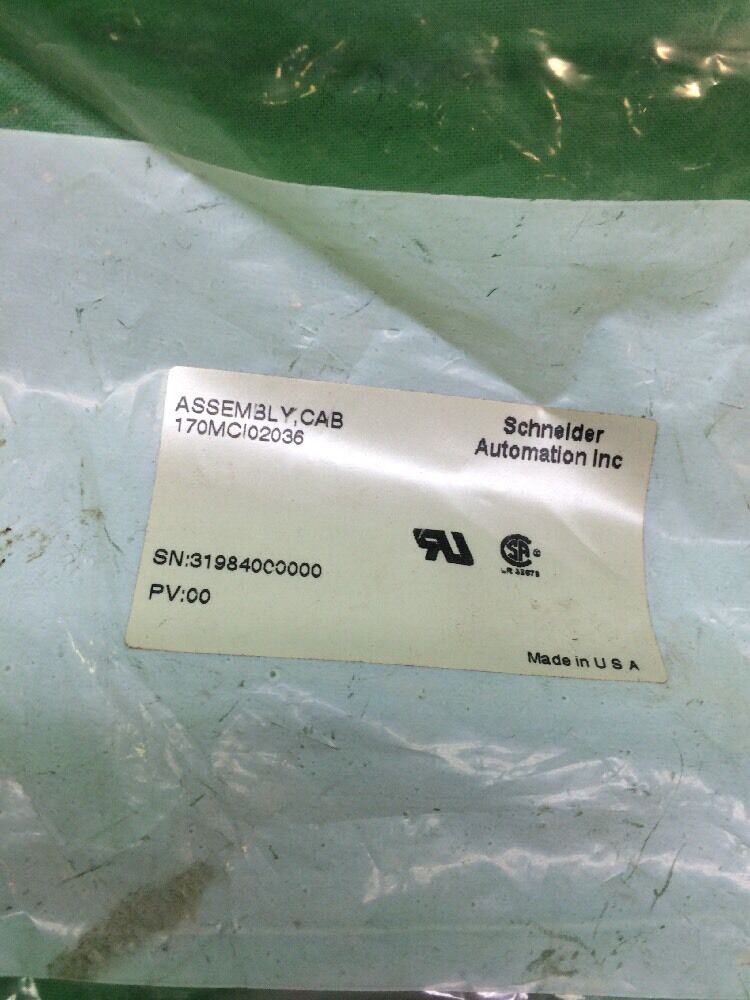 ASSEMBLY,CAB
170MCI02036
Schneider
Automation Inc
SN:31984000000
PV:00
Made in U S A